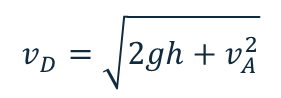 v_D = √(2gh + v_A^2)